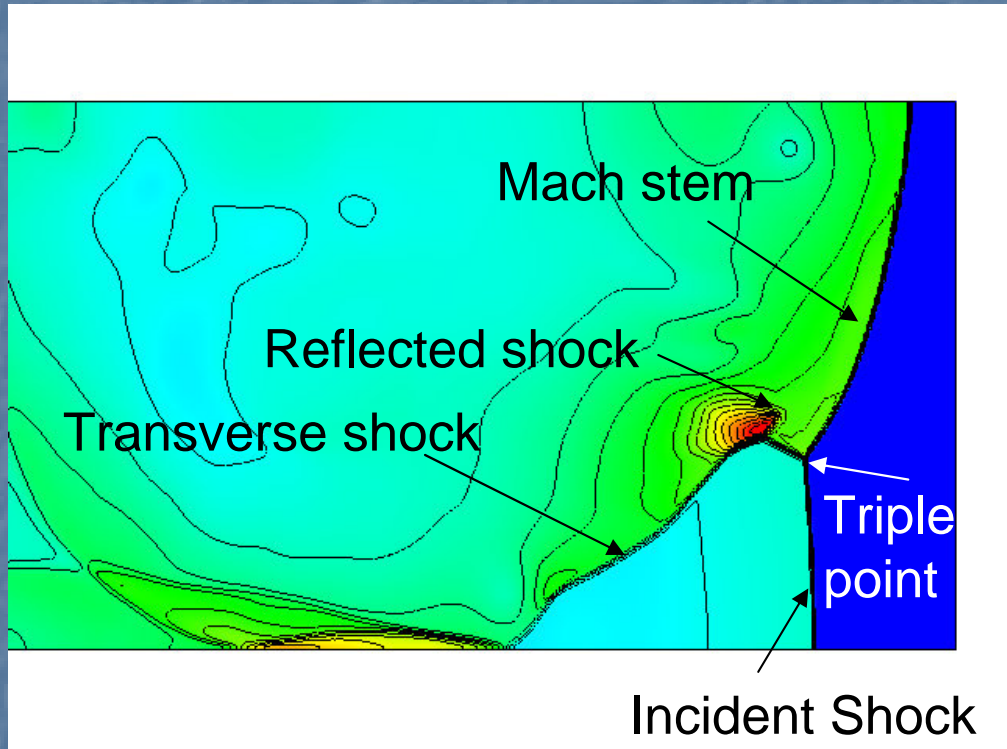 Mach stem
Reflected shock
Transverse shock
Triple
point
Incident Shock